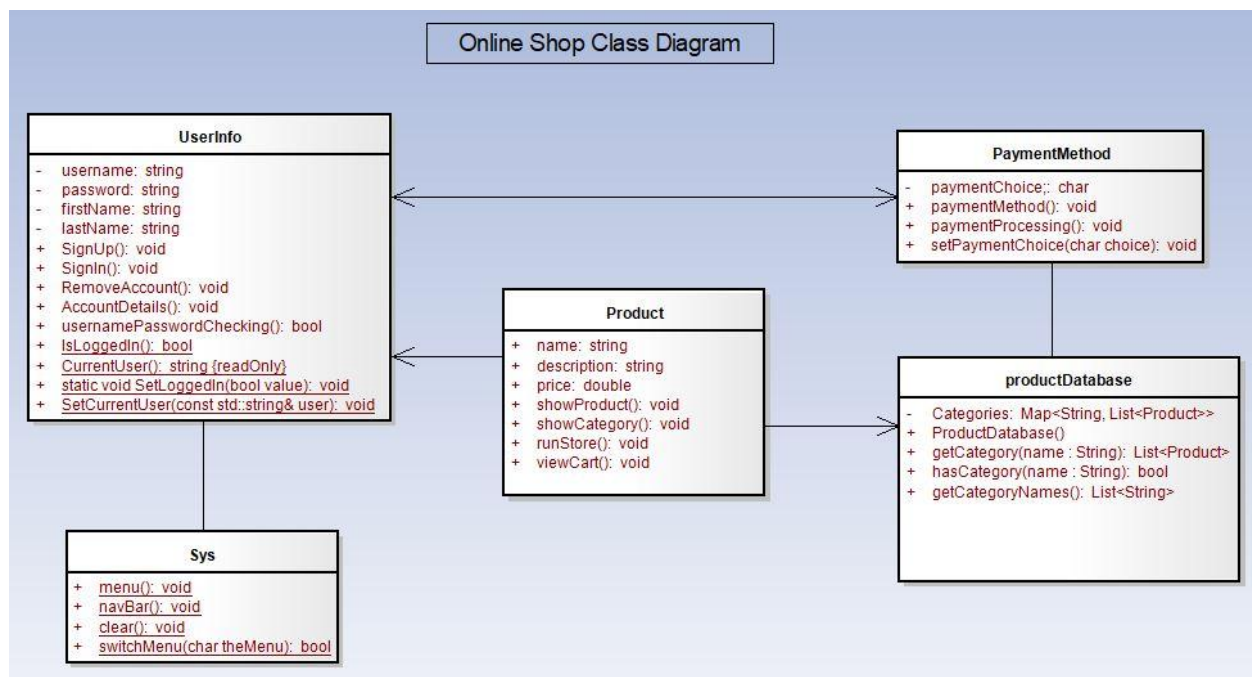 Online Shop Class Diagram
UserInfo
- username: string
- password: string
- firstName: string
- lastName: string
+ SignUp(): void
+ SignIn(): void
+ RemoveAccount(): void
+ AccountDetails(): void
+ usernamePasswordChecking(): bool
+ IsLoggedIn(): bool
+ CurrentUser(): string {readOnly}
+ static void SetLoggedIn(bool value): void
+ SetCurrentUser(const std::string& user): void
PaymentMethod
- paymentChoice;: char
+ paymentMethod(): void
+ paymentProcessing(): void
+ setPaymentChoice(char choice): void
Product
+ name: string
+ description: string
+ price: double
+ showProduct(): void
+ showCategory(): void
+ runStore(): void
+ viewCart(): void
productDatabase
- Categories: Map<String, List<Product>>
+ ProductDatabase()
+ getCategory(name : String): List<Product>
+ hasCategory(name : String): bool
+ getCategoryNames(): List<String>
Sys
+ menu(): void
+ navBar(): void
+ clear(): void
+ switchMenu(char theMenu): bool